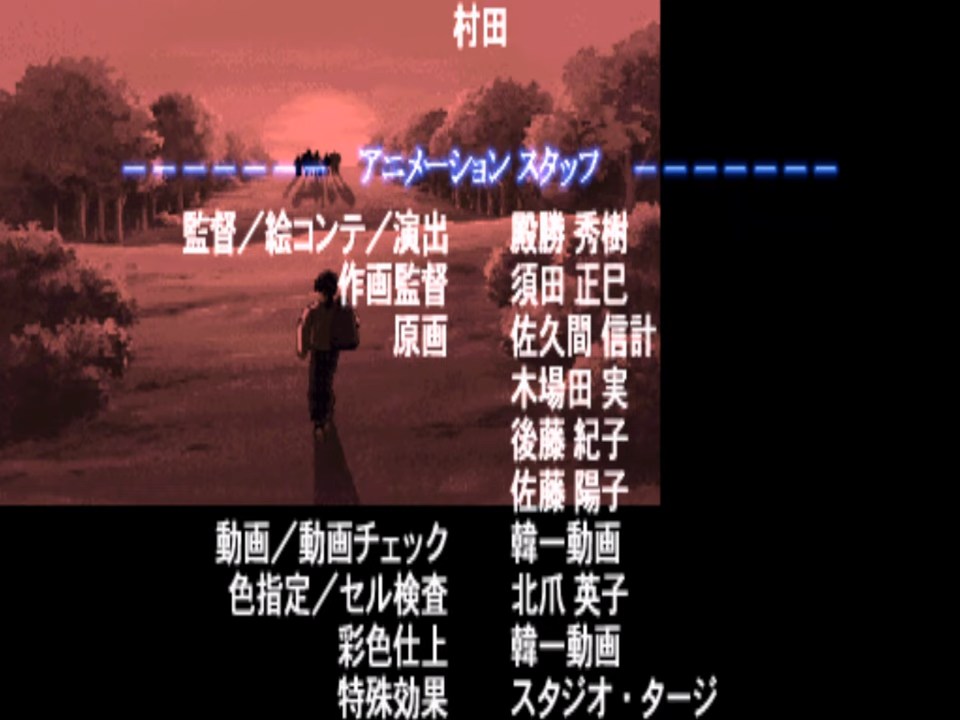 村田
アニメーション スタッフ
監督／絵コンテ／演出 殿勝 秀樹
作画監督 須田 正巳
原画 佐久間 信計
木場田 実
後藤 紀子
佐藤 陽子
動画／動画チェック 韓一動画
色指定／セル検査 北爪 英子
彩色仕上 韓一動画
特殊効果 スタジオ・タージ